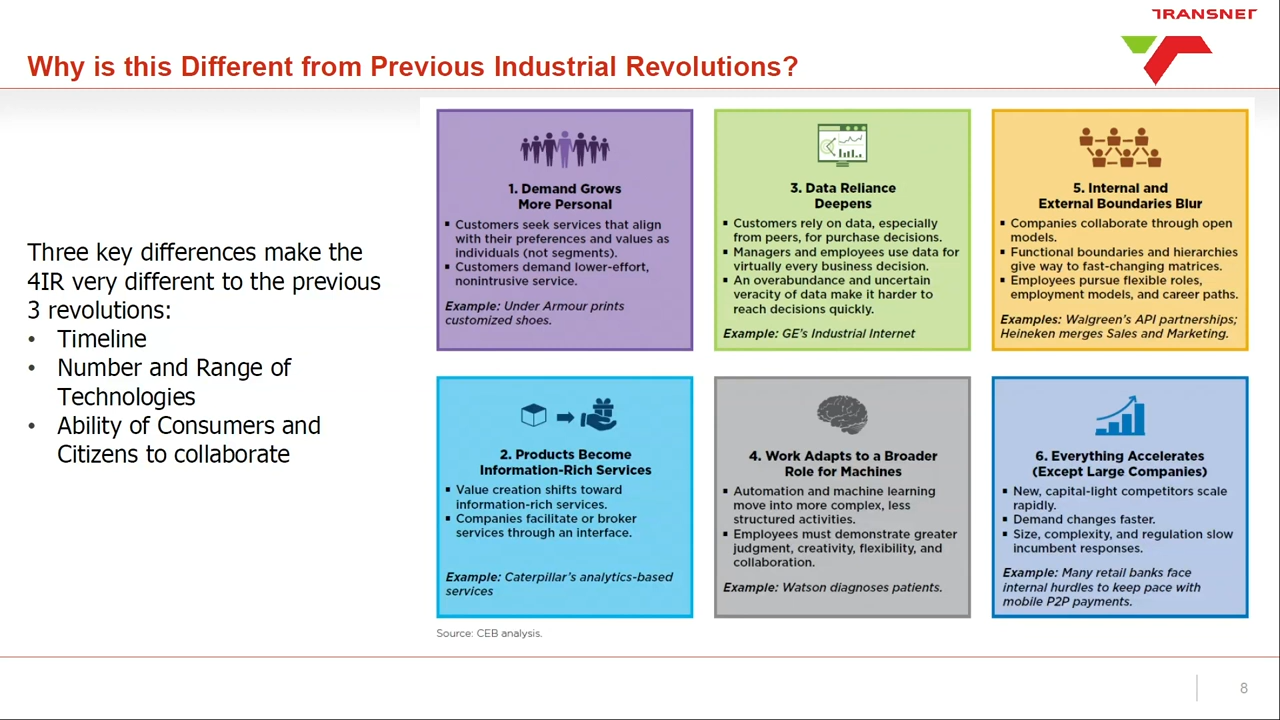 TRANSNET
Why is this Different from Previous Industrial Revolutions?
Three key differences make the
4IR very different to the previous
3 revolutions:
• Timeline
• Number and Range of
Technologies
• Ability of Consumers and
Citizens to collaborate
1. Demand Grows
More Personal
▪ Customers seek services that align
with their preferences and values as
individuals (not segments).
▪ Customers demand lower-effort,
nonintrusive service.
Example: Under Armour prints
customized shoes.
2. Products Become
Information-Rich Services
▪ Value creation shifts toward
information-rich services.
▪ Companies facilitate or broker
services through an interface.
Example: Caterpillar's analytics-based
services
3. Data Reliance
Deepens
▪ Customers rely on data, especially
from peers, for purchase decisions.
▪ Managers and employees use data for
virtually every business decision.
▪ An overabundance and uncertain
veracity of data make it harder to
reach decisions quickly.
Example: GE's Industrial Internet
4. Work Adapts to a Broader
Role for Machines
▪ Automation and machine learning
move into more complex, less
structured activities.
▪ Employees must demonstrate greater
judgment, creativity, flexibility, and
collaboration.
Example: Watson diagnoses patients.
5. Internal and
External Boundaries Blur
▪ Companies collaborate through open
models.
▪ Functional boundaries and hierarchies
give way to fast-changing matrices.
▪ Employees pursue flexible roles,
employment models, and career paths.
Examples: Walgreen's API partnerships;
Heineken merges Sales and Marketing.
6. Everything Accelerates
(Except Large Companies)
▪ New, capital-light competitors scale
rapidly.
▪ Demand changes faster.
▪ Size, complexity, and regulation slow
incumbent responses.
Example: Many retail banks face
internal hurdles to keep pace with
mobile P2P payments.
Source: CEB analysis.
8